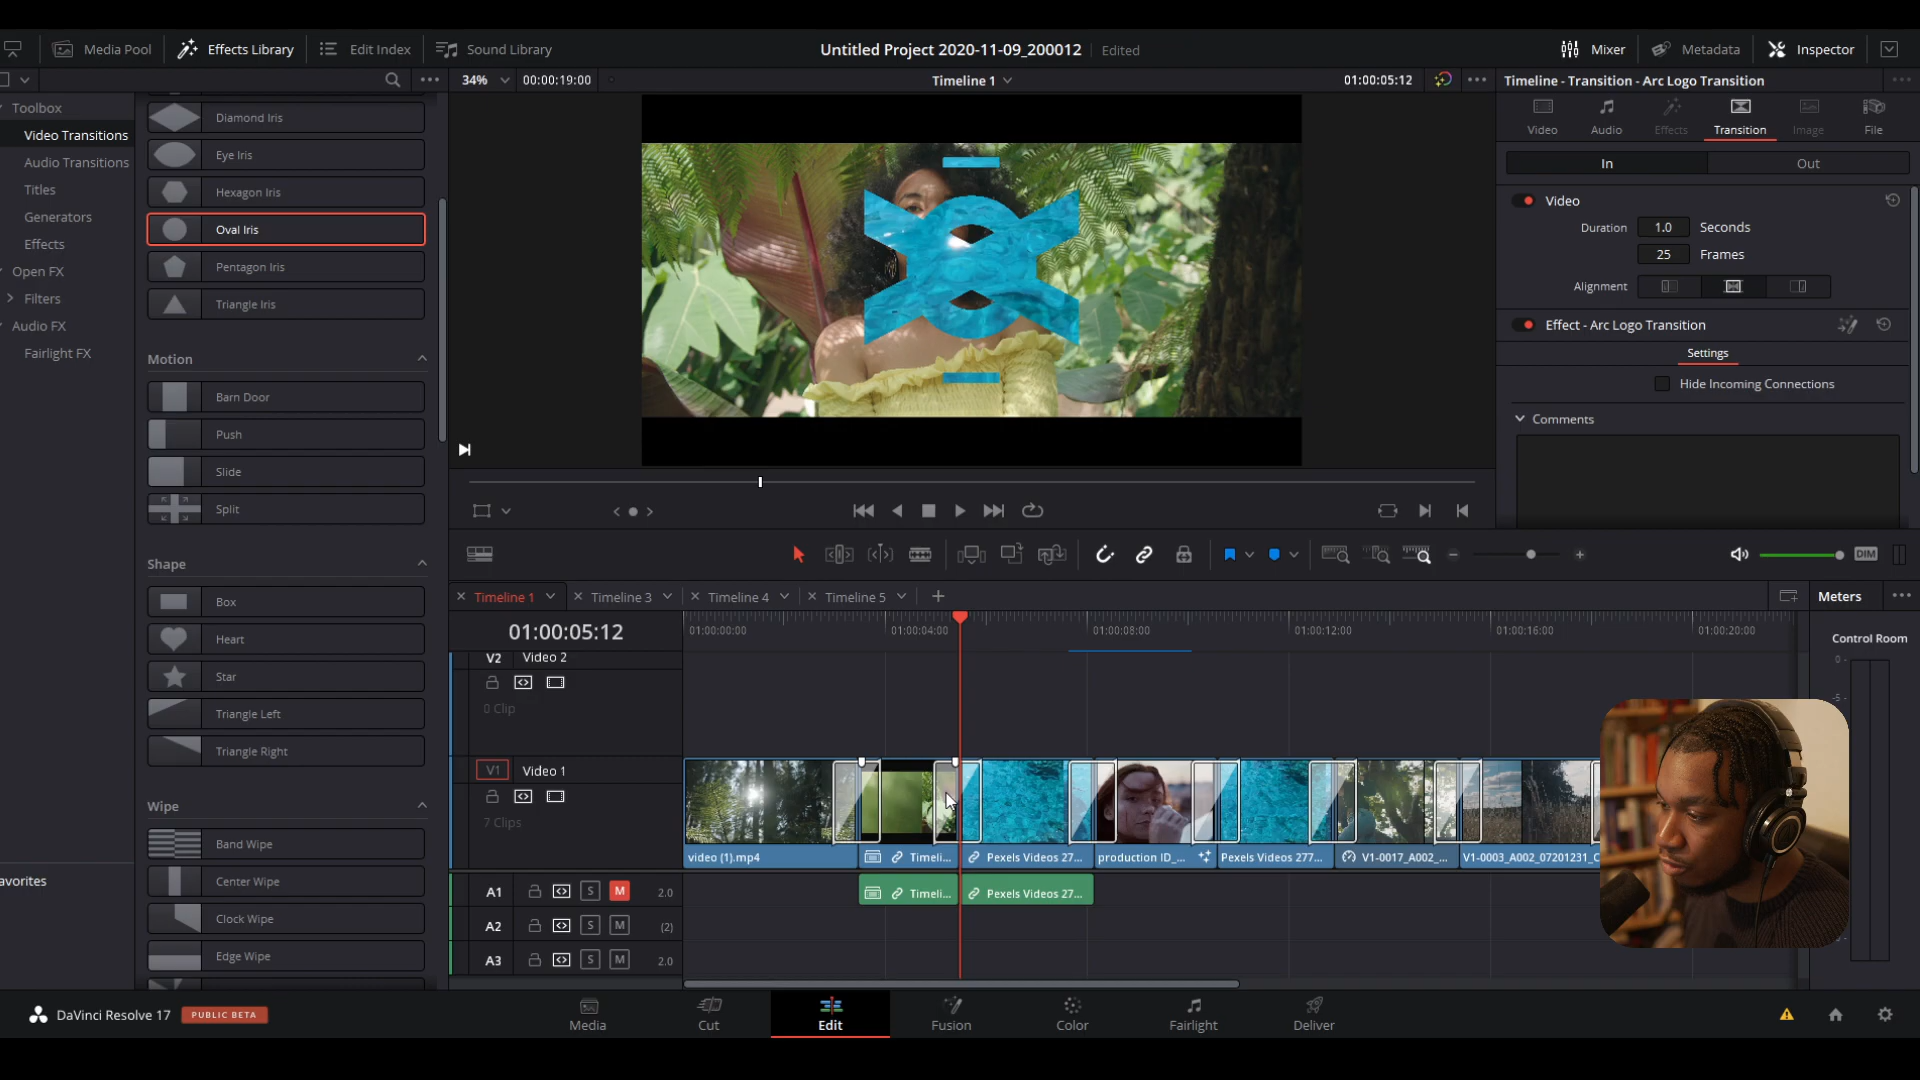 Media Pool
Effects Library
Edit Index
Sound Library
Untitled Project 2020-11-09_200012
Edited
Mixer
Metadata
Inspector
34%
00:00:19:00
Timeline 1
01:00:05:12
Timeline - Transition - Arc Logo Transition
Toolbox
Video Transitions
Audio Transitions
Titles
Generators
Effects
Open FX
Filters
Audio FX
Fairlight FX
avorites
Diamond Iris
Eye Iris
Hexagon Iris
Oval Iris
Pentagon Iris
Triangle Iris
Motion
Barn Door
Push
Slide
Split
Shape
Box
Heart
Star
Triangle Left
Triangle Right
Wipe
Band Wipe
Center Wipe
Clock Wipe
Edge Wipe
Video
Audio
Effects
Transition
Image
File
In
Out
Video
Duration 1.0 Seconds
25 Frames
Alignment
Effect - Arc Logo Transition
Settings
Hide Incoming Connections
Comments
DIM
Timeline 1
Timeline 3
Timeline 4
Timeline 5
Meters
01:00:05:12
01:00:00:00
01:00:04:00
01:00:08:00
01:00:12:00
01:00:16:00
01:00:20:00
Control Room
0 -
-5 -
V2 Video 2
0 Clip
V1 Video 1
7 Clips
video (1).mp4
Timeli...
Pexels Videos 27...
production ID_...
Pexels Videos 277...
V1-0017_A002_...
V1-0003_A002_07201231_C
A1 S M 2.0
Timeli...
Pexels Videos 27...
A2 S M (2)
A3 S M 2.0
DaVinci Resolve 17
PUBLIC BETA
Media
Cut
Edit
Fusion
Color
Fairlight
Deliver